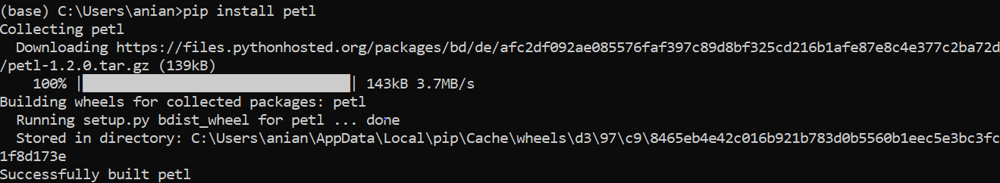 (base) C:\Users\anian>pip install petl
Collecting petl
  Downloading https://files.pythonhosted.org/packages/bd/de/afc2df092ae085576faf397c89d8bf325cd216b1afe87e8c4e377c2ba72d
/petl-1.2.0.tar.gz (139kB)
    100% |████████████████████████████████| 143kB 3.7MB/s
Building wheels for collected packages: petl
  Running setup.py bdist_wheel for petl ... done
  Stored in directory: C:\Users\anian\AppData\Local\pip\Cache\wheels\d3\97\c9\8465eb4e42c016b921b783d0b5560b1eec5e3bc3fc
1f8d173e
Successfully built petl